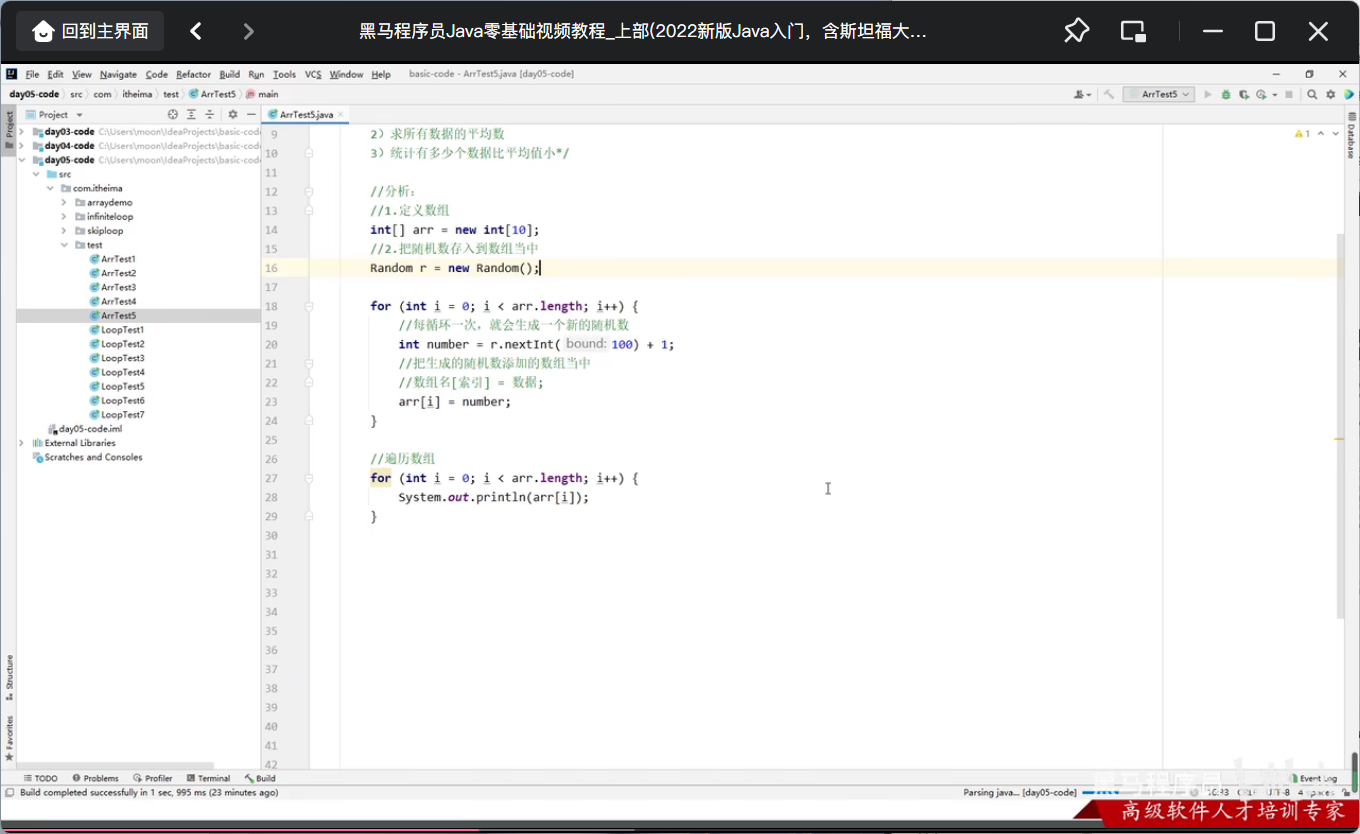 回到主界面
黑马程序员Java零基础视频教程_上部(2022新版Java入门，含斯坦福大...
File Edit View Navigate Code Refactor Build Run Tools VCS Window Help basic-code - ArrTest5.java [day05-code]
day05-code src com itheima test ArrTest5 main
ArrTest5
Project
ArrTest5.java
Project
day03-code C:\Users\moon\IdeaProjects\basic-cod
day04-code C:\Users\moon\IdeaProjects\basic-cod
day05-code C:\Users\moon\IdeaProjects\basic-cod
src
com.itheima
arraydemo
infiniteloop
skiploop
test
ArrTest1
ArrTest2
ArrTest3
ArrTest4
ArrTest5
LoopTest1
LoopTest2
LoopTest3
LoopTest4
LoopTest5
LoopTest6
LoopTest7
day05-code.iml
External Libraries
Scratches and Consoles
Structure
Favorites
9 2）求所有数据的平均数
10 3）统计有多少个数据比平均值小*/
11
12 //分析：
13 //1.定义数组
14 int[] arr = new int[10];
15 //2.把随机数存入到数组当中
16 Random r = new Random();
17
18 for (int i = 0; i < arr.length; i++) {
19 //每循环一次，就会生成一个新的随机数
20 int number = r.nextInt( bound: 100) + 1;
21 //把生成的随机数添加的数组当中
22 //数组名[索引] = 数据;
23 arr[i] = number;
24 }
25
26 //遍历数组
27 for (int i = 0; i < arr.length; i++) {
28 System.out.println(arr[i]);
29 }
30
31
32
33
34
35
36
37
38
39
40
41
42
1
Database
TODO Problems Profiler Terminal Build
Event Log
Build completed successfully in 1 sec, 995 ms (23 minutes ago)
Parsing java... [day05-code]
16:33 CRLF UTF-8 4 spaces
黑马程序员
高级软件人才培训专家